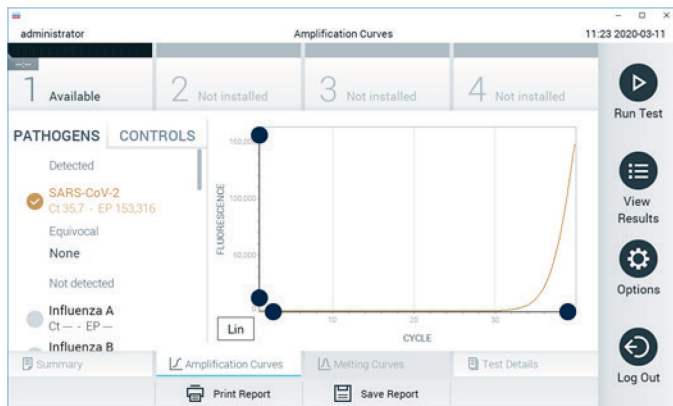 administrator
Amplification Curves
11:23 2020-03-11
--:--
1 Available
2 Not installed
3 Not installed
4 Not installed
Run Test
View
Results
Options
Log Out
PATHOGENS CONTROLS
Detected
SARS-CoV-2
Ct 35.7 - EP 153,316
Equivocal
None
Not detected
Influenza A
Ct --- - EP ---
Influenza B
FLUORESCENCE
150,000
100,000
50,000
0
10 20 30
CYCLE
Lin
Summary
Amplification Curves
Melting Curves
Test Details
Print Report
Save Report